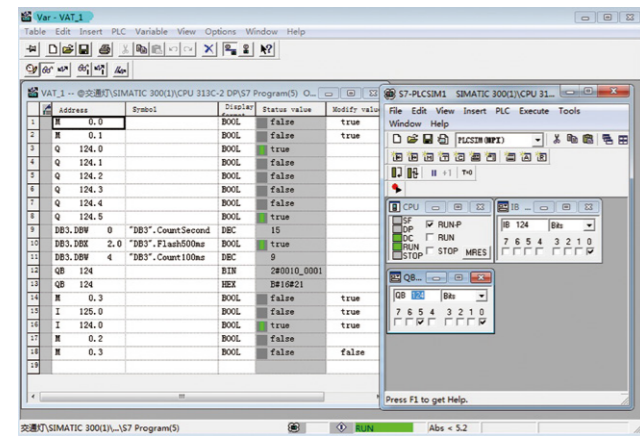 Var - VAT_1
Table Edit Insert PLC Variable View Options Window Help
VAT_1 -- @交通灯\SIMATIC 300(1)\CPU 313C-2 DP\S7 Program(5) O...
Address Symbol Display format Status value Modify value
1 M 0.0 BOOL false true
2 M 0.1 BOOL false true
3 Q 124.0 BOOL true
4 Q 124.1 BOOL false
5 Q 124.2 BOOL false
6 Q 124.3 BOOL false
7 Q 124.4 BOOL false
8 Q 124.5 BOOL true
9 DB3.DBW 0 "DB3".CountSecond DEC 15
10 DB3.DBX 2.0 "DB3".Flash500ms BOOL true
11 DB3.DBW 4 "DB3".Count100ms DEC 9
12 QB 124 BIN 2#0010_0001
13 QB 124 HEX B#16#21
14 M 0.3 BOOL false true
15 I 125.0 BOOL false true
16 I 124.0 BOOL true true
17 M 0.2 BOOL false
18 M 0.3 BOOL false false
19
S7-PLCSIM1 SIMATIC 300(1)\CPU 31...
File Edit View Insert PLC Execute Tools
Window Help
PLCSIM(MPI)
+1 T=0
CPU
SF
DP
DC
RUN
STOP
RUN-P
RUN
STOP MRES
IB ...
IB 124 Bits
7 6 5 4 3 2 1 0
QB...
QB 124 Bits
7 6 5 4 3 2 1 0
Press F1 to get Help.
交通灯\SIMATIC 300(1)\...\S7 Program(5) RUN Abs < 5.2